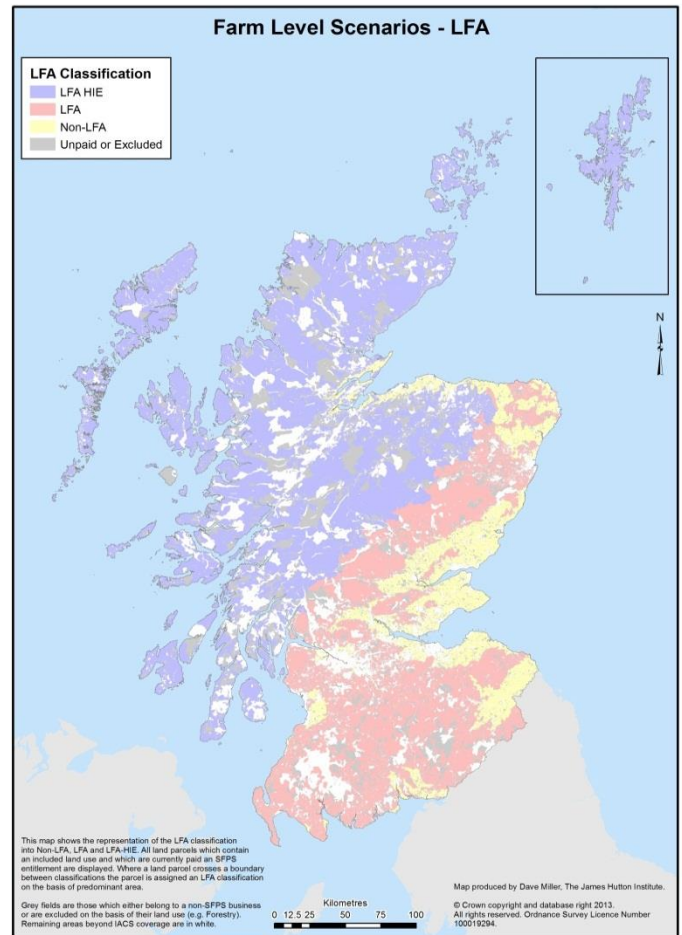 Farm Level Scenarios - LFA
LFA Classification
LFA HIE
LFA
Non-LFA
Unpaid or Excluded
N
This map shows the representation of the LFA classification
into Non-LFA, LFA and LFA-HIE. All land parcels which contain
an included land use and which are currently paid an SFPS
entitlement are displayed. Where a land parcel crosses a boundary
between classifications the parcel is assigned an LFA classification
on the basis of predominant area.
Grey fields are those which either belong to a non-SFPS business
or are excluded on the basis of their land use (e.g. Forestry).
Remaining areas beyond IACS coverage are in white.
Kilometres
0 12.5 25 50 75 100
Map produced by Dave Miller, The James Hutton Institute.
© Crown copyright and database right 2013.
All rights reserved. Ordnance Survey Licence Number
100019294.